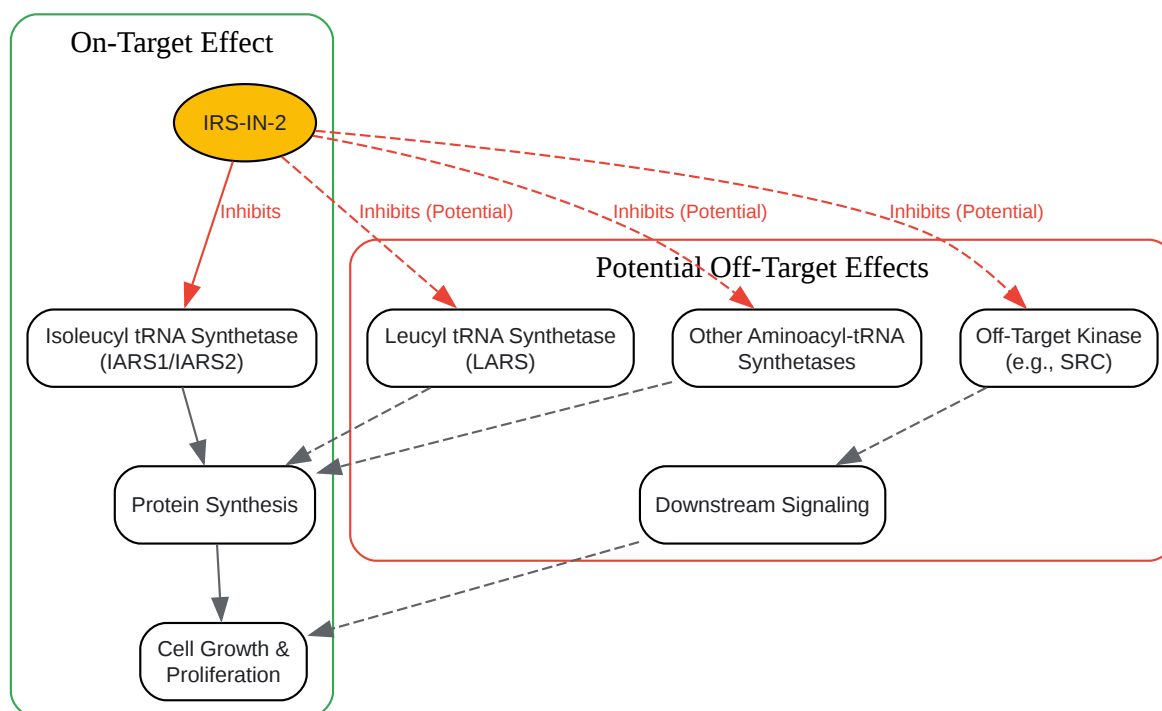 On-Target Effect
IRS-IN-2
Inhibits
Inhibits (Potential)
Inhibits (Potential)
Inhibits (Potential)
Potential Off-Target Effects
Isoleucyl tRNA Synthetase
(IARS1/IARS2)
Leucyl tRNA Synthetase
(LARS)
Other Aminoacyl-tRNA
Synthetases
Off-Target Kinase
(e.g., SRC)
Protein Synthesis
Downstream Signaling
Cell Growth &
Proliferation